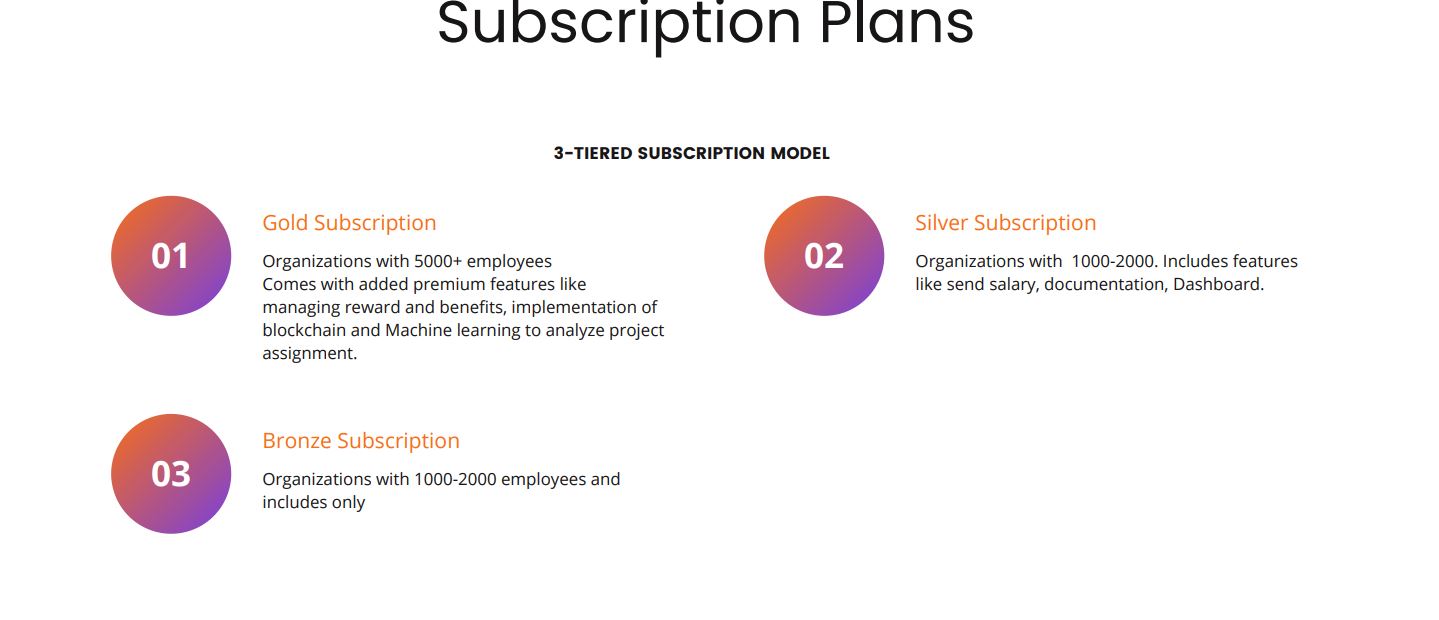 Subscription Plans
3-TIERED SUBSCRIPTION MODEL
01
Gold Subscription
Organizations with 5000+ employees
Comes with added premium features like
managing reward and benefits, implementation of
blockchain and Machine learning to analyze project
assignment.
02
Silver Subscription
Organizations with  1000-2000. Includes features
like send salary, documentation, Dashboard.
03
Bronze Subscription
Organizations with 1000-2000 employees and
includes only